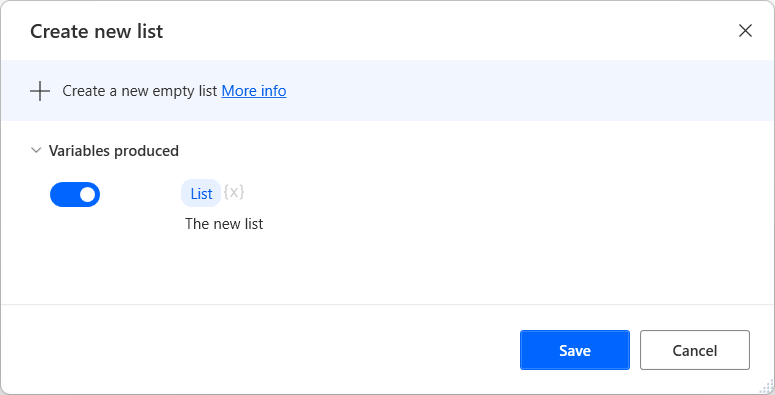 Create new list
Create a new empty list More info
Variables produced
List {x}
The new list
Save
Cancel